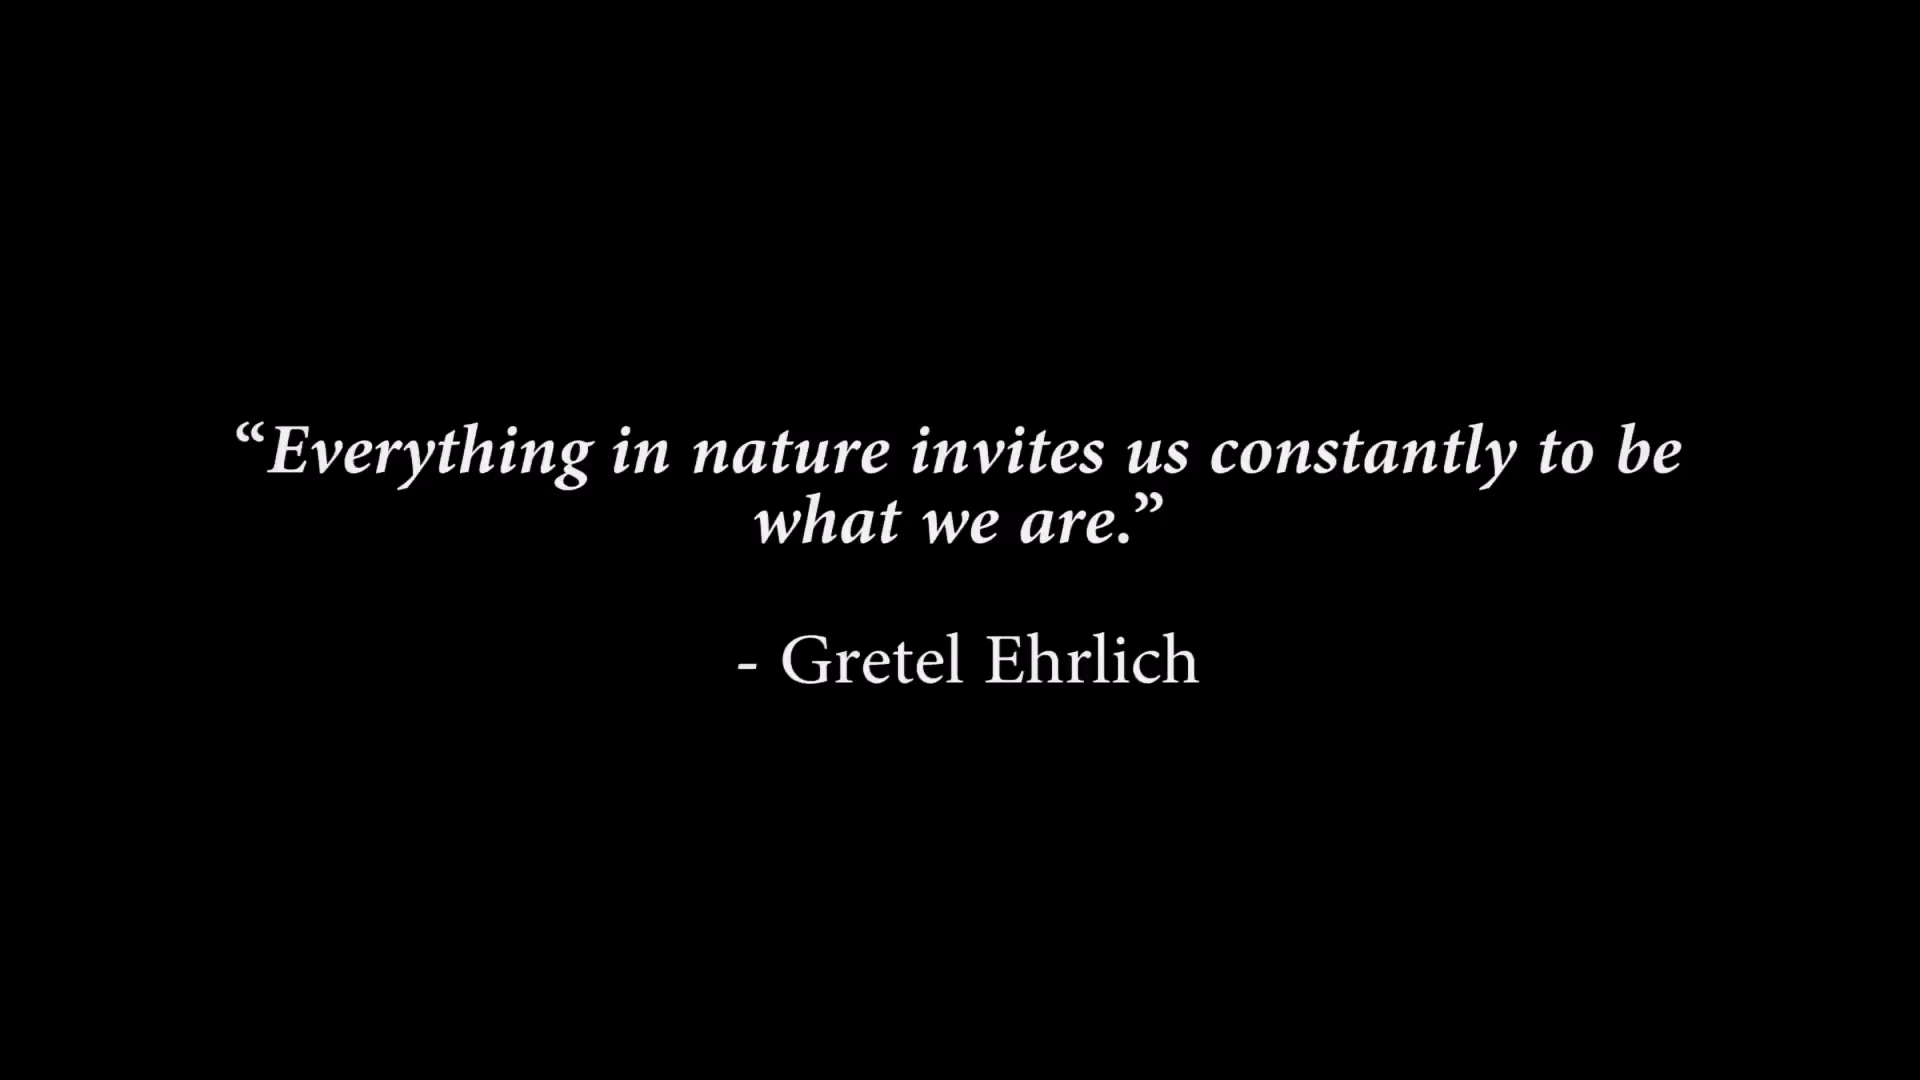 “Everything in nature invites us constantly to be
what we are.”
- Gretel Ehrlich